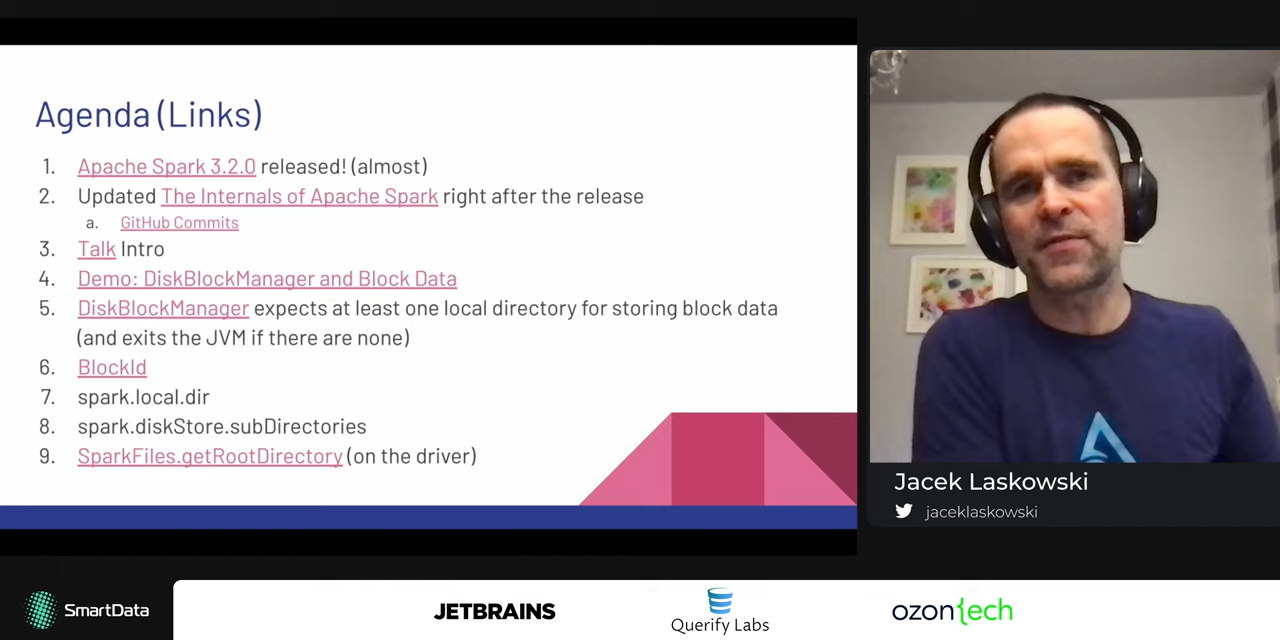 Agenda (Links)
1. Apache Spark 3.2.0 released! (almost)
2. Updated The Internals of Apache Spark right after the release
a. GitHub Commits
3. Talk Intro
4. Demo: DiskBlockManager and Block Data
5. DiskBlockManager expects at least one local directory for storing block data
(and exits the JVM if there are none)
6. BlockId
7. spark.local.dir
8. spark.diskStore.subDirectories
9. SparkFiles.getRootDirectory (on the driver)
Jacek Laskowski
jaceklaskowski
SmartData
JETBRAINS
Querify Labs
ozon{ech